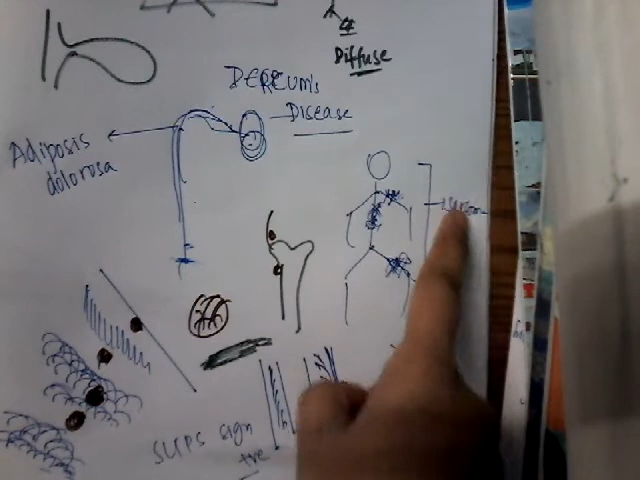 Diffuse
DERCUM's
Disease
Adiposis
dolorosa
SLIPS sign
+ve